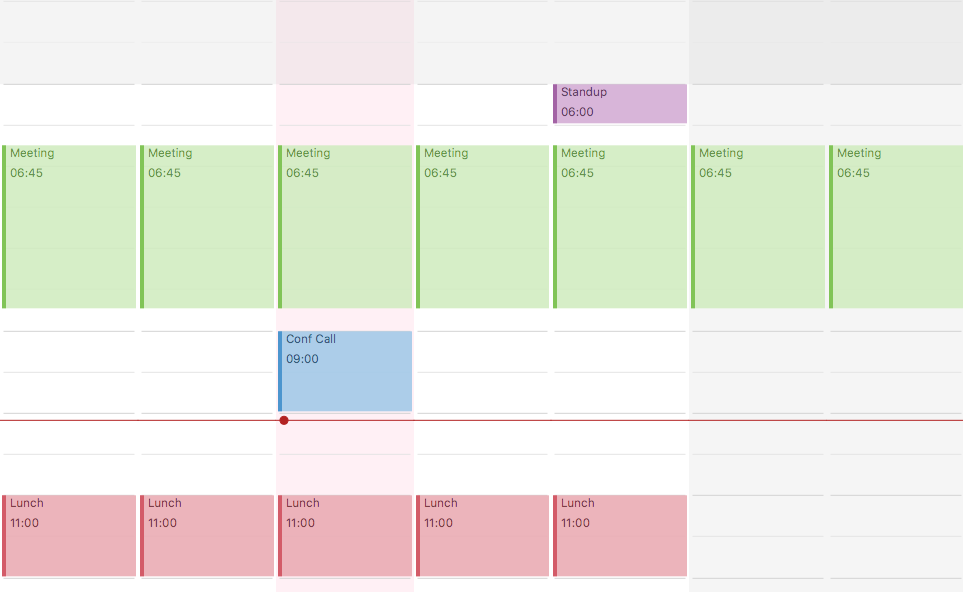 Standup
06:00
Meeting
06:45
Meeting
06:45
Meeting
06:45
Meeting
06:45
Meeting
06:45
Meeting
06:45
Meeting
06:45
Conf Call
09:00
Lunch
11:00
Lunch
11:00
Lunch
11:00
Lunch
11:00
Lunch
11:00